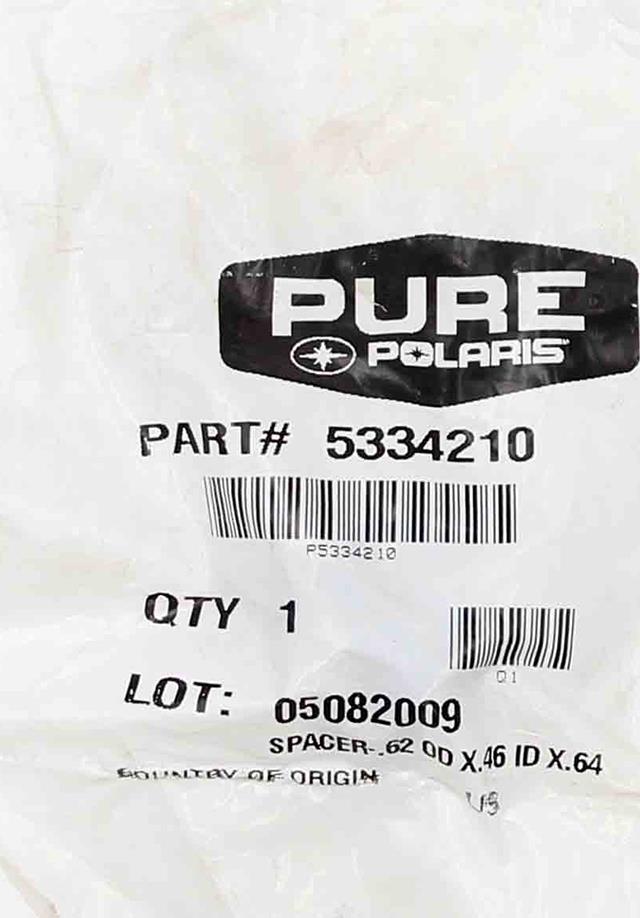 PURE
POLARIS
PART# 5334210
P5334210
QTY 1
Q1
LOT: 05082009
SPACER-.62 OD X.46 ID X.64
COUNTRY OF ORIGIN
US